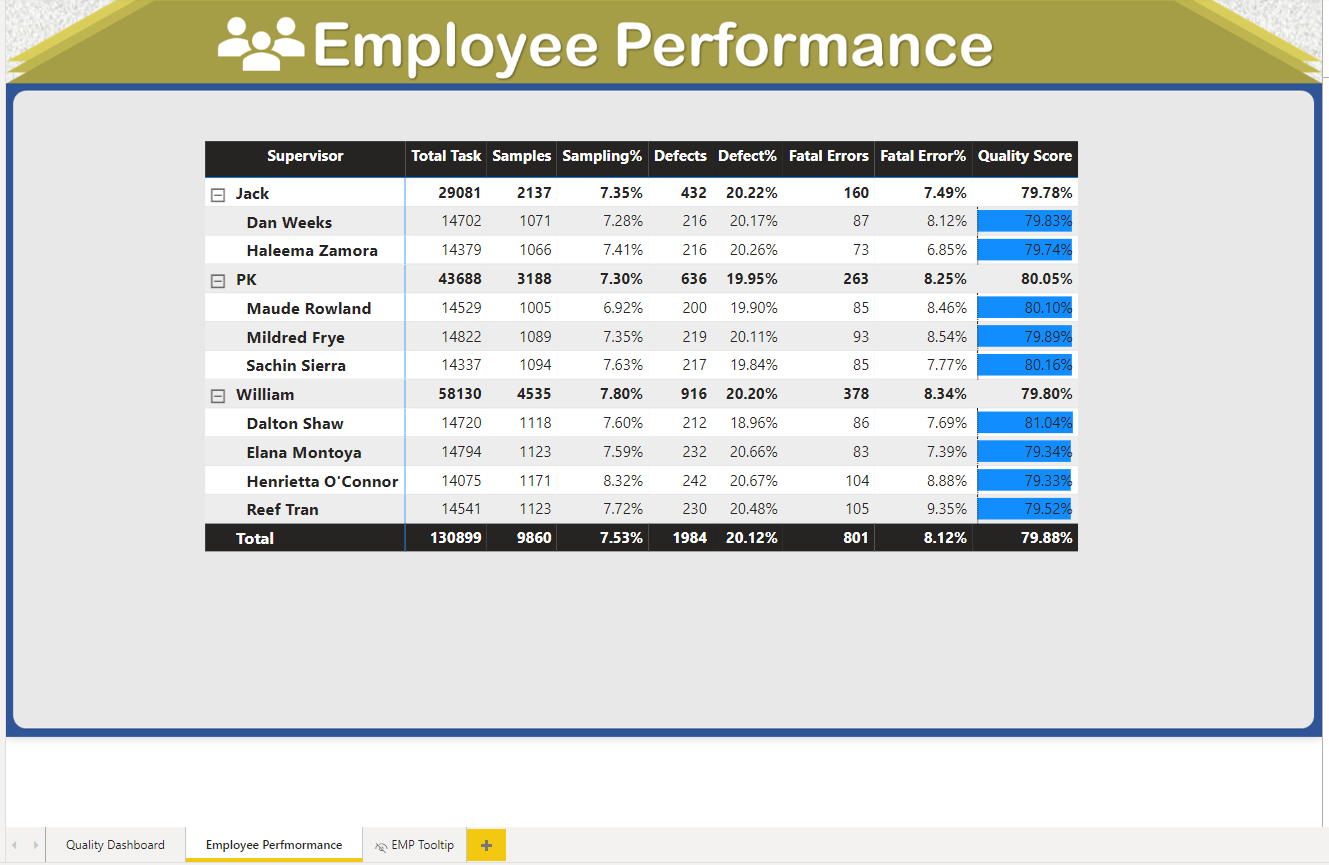 Employee Performance
Supervisor Total Task Samples Sampling% Defects Defect% Fatal Errors Fatal Error% Quality Score
Jack 29081 2137 7.35% 432 20.22% 160 7.49% 79.78%
Dan Weeks 14702 1071 7.28% 216 20.17% 87 8.12% 79.83%
Haleema Zamora 14379 1066 7.41% 216 20.26% 73 6.85% 79.74%
PK 43688 3188 7.30% 636 19.95% 263 8.25% 80.05%
Maude Rowland 14529 1005 6.92% 200 19.90% 85 8.46% 80.10%
Mildred Frye 14822 1089 7.35% 219 20.11% 93 8.54% 79.89%
Sachin Sierra 14337 1094 7.63% 217 19.84% 85 7.77% 80.16%
William 58130 4535 7.80% 916 20.20% 378 8.34% 79.80%
Dalton Shaw 14720 1118 7.60% 212 18.96% 86 7.69% 81.04%
Elana Montoya 14794 1123 7.59% 232 20.66% 83 7.39% 79.34%
Henrietta O'Connor 14075 1171 8.32% 242 20.67% 104 8.88% 79.33%
Reef Tran 14541 1123 7.72% 230 20.48% 105 9.35% 79.52%
Total 130899 9860 7.53% 1984 20.12% 801 8.12% 79.88%
Quality Dashboard Employee Perfmormance EMP Tooltip +